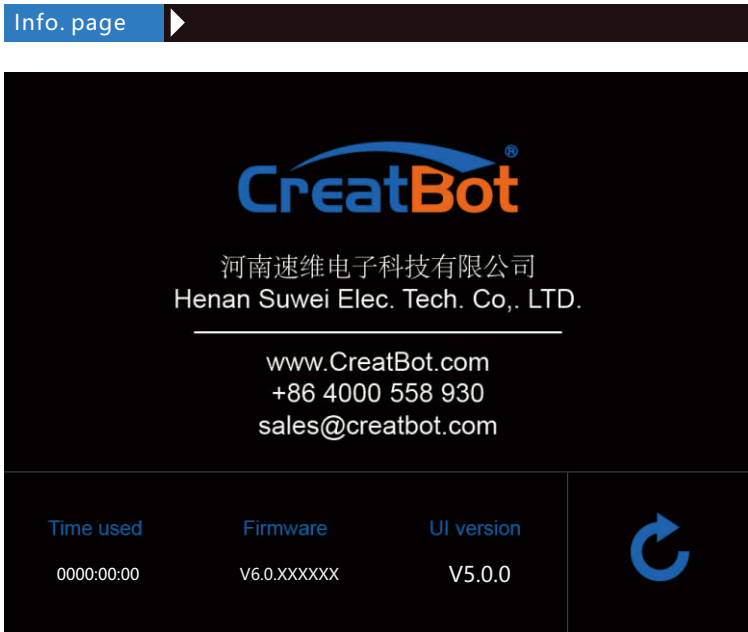 Info. page
CreatBot®
河南速维电子科技有限公司
Henan Suwei Elec. Tech. Co,. LTD.
www.CreatBot.com
+86 4000 558 930
sales@creatbot.com
Time used Firmware UI version
0000:00:00 V6.0.XXXXXX V5.0.0